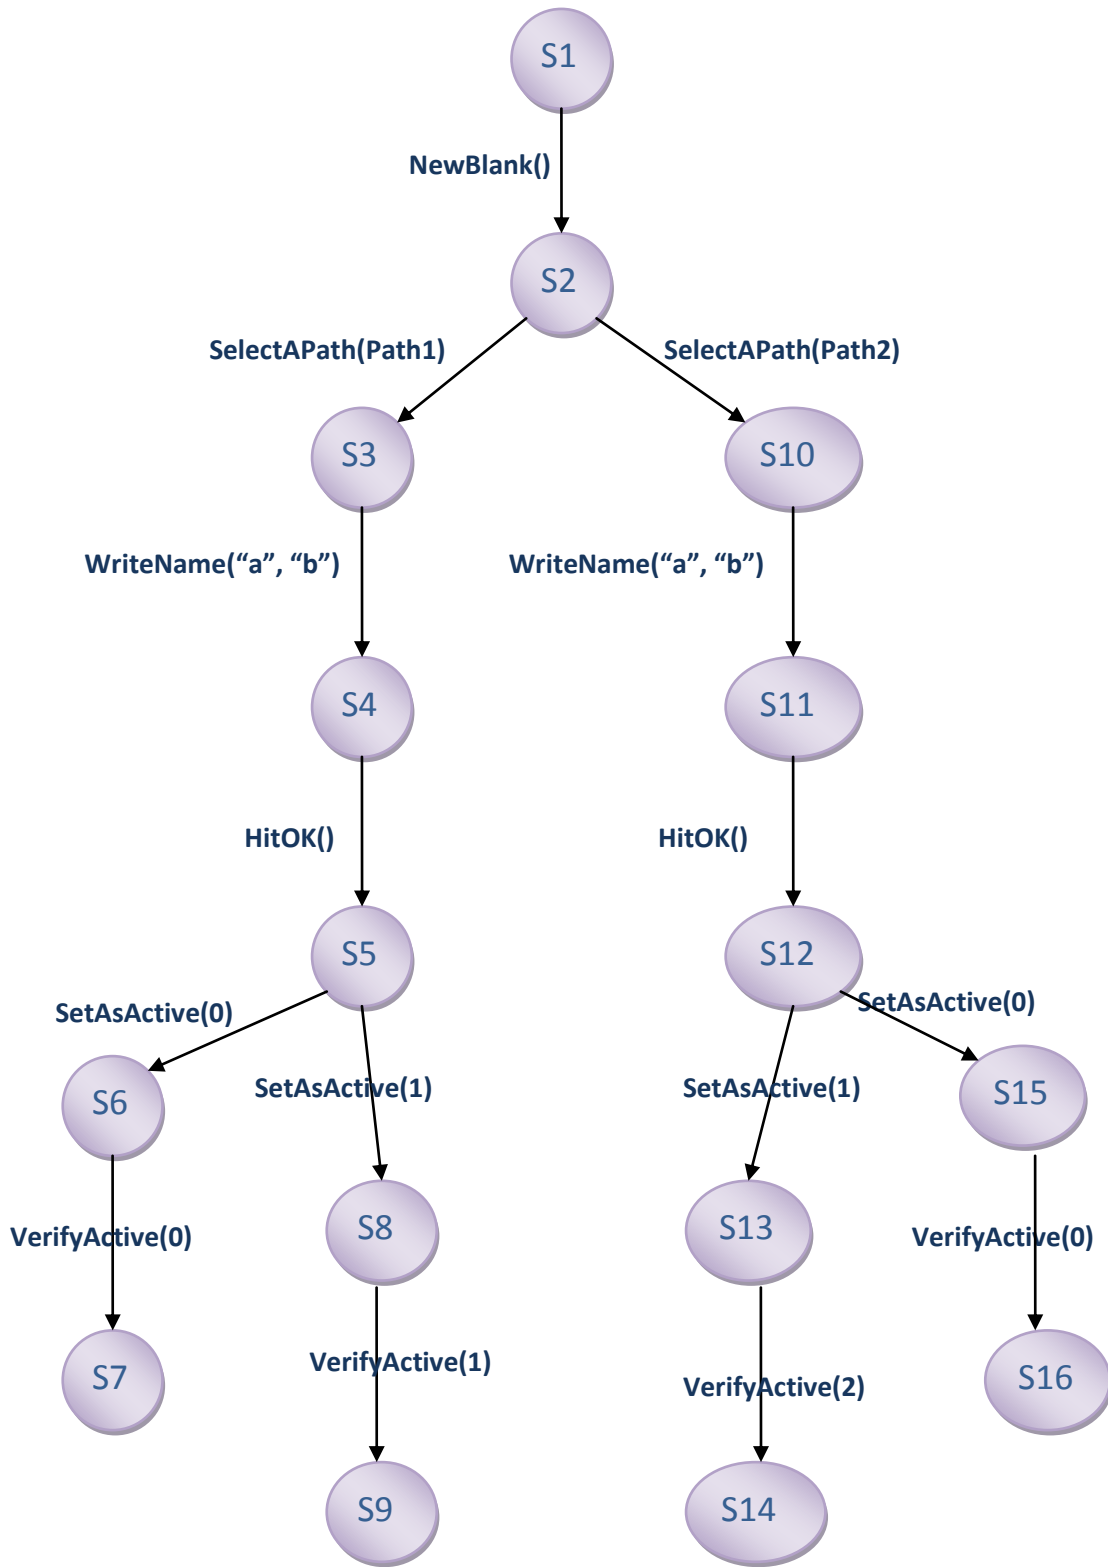 S1
NewBlank()
S2
SelectAPath(Path1)
SelectAPath(Path2)
S3
S10
WriteName(“a”, “b”)
WriteName(“a”, “b”)
S4
S11
HitOK()
HitOK()
S5
S12
SetAsActive(0)
SetAsActive(0)
SetAsActive(1)
SetAsActive(1)
S6
S15
S8
S13
VerifyActive(0)
VerifyActive(0)
VerifyActive(1)
VerifyActive(2)
S7
S16
S9
S14